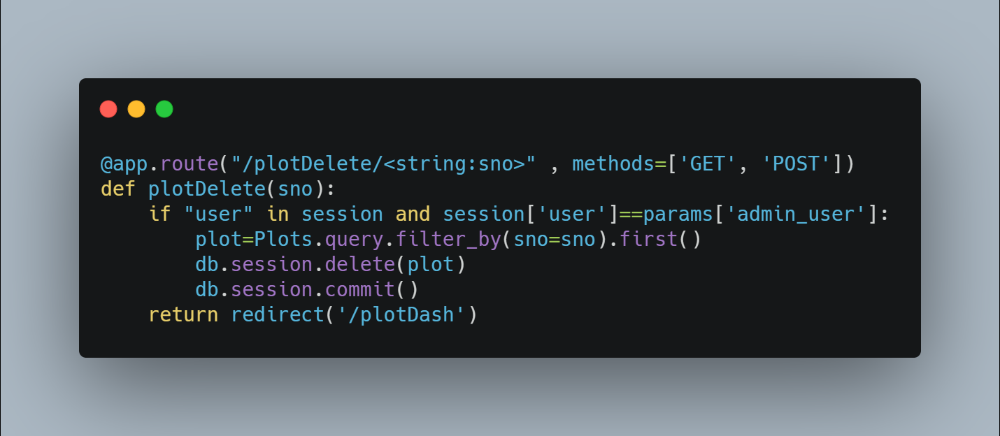 @app.route("/plotDelete/<string:sno>" , methods=['GET', 'POST'])
def plotDelete(sno):
    if "user" in session and session['user']==params['admin_user']:
        plot=Plots.query.filter_by(sno=sno).first()
        db.session.delete(plot)
        db.session.commit()
    return redirect('/plotDash')